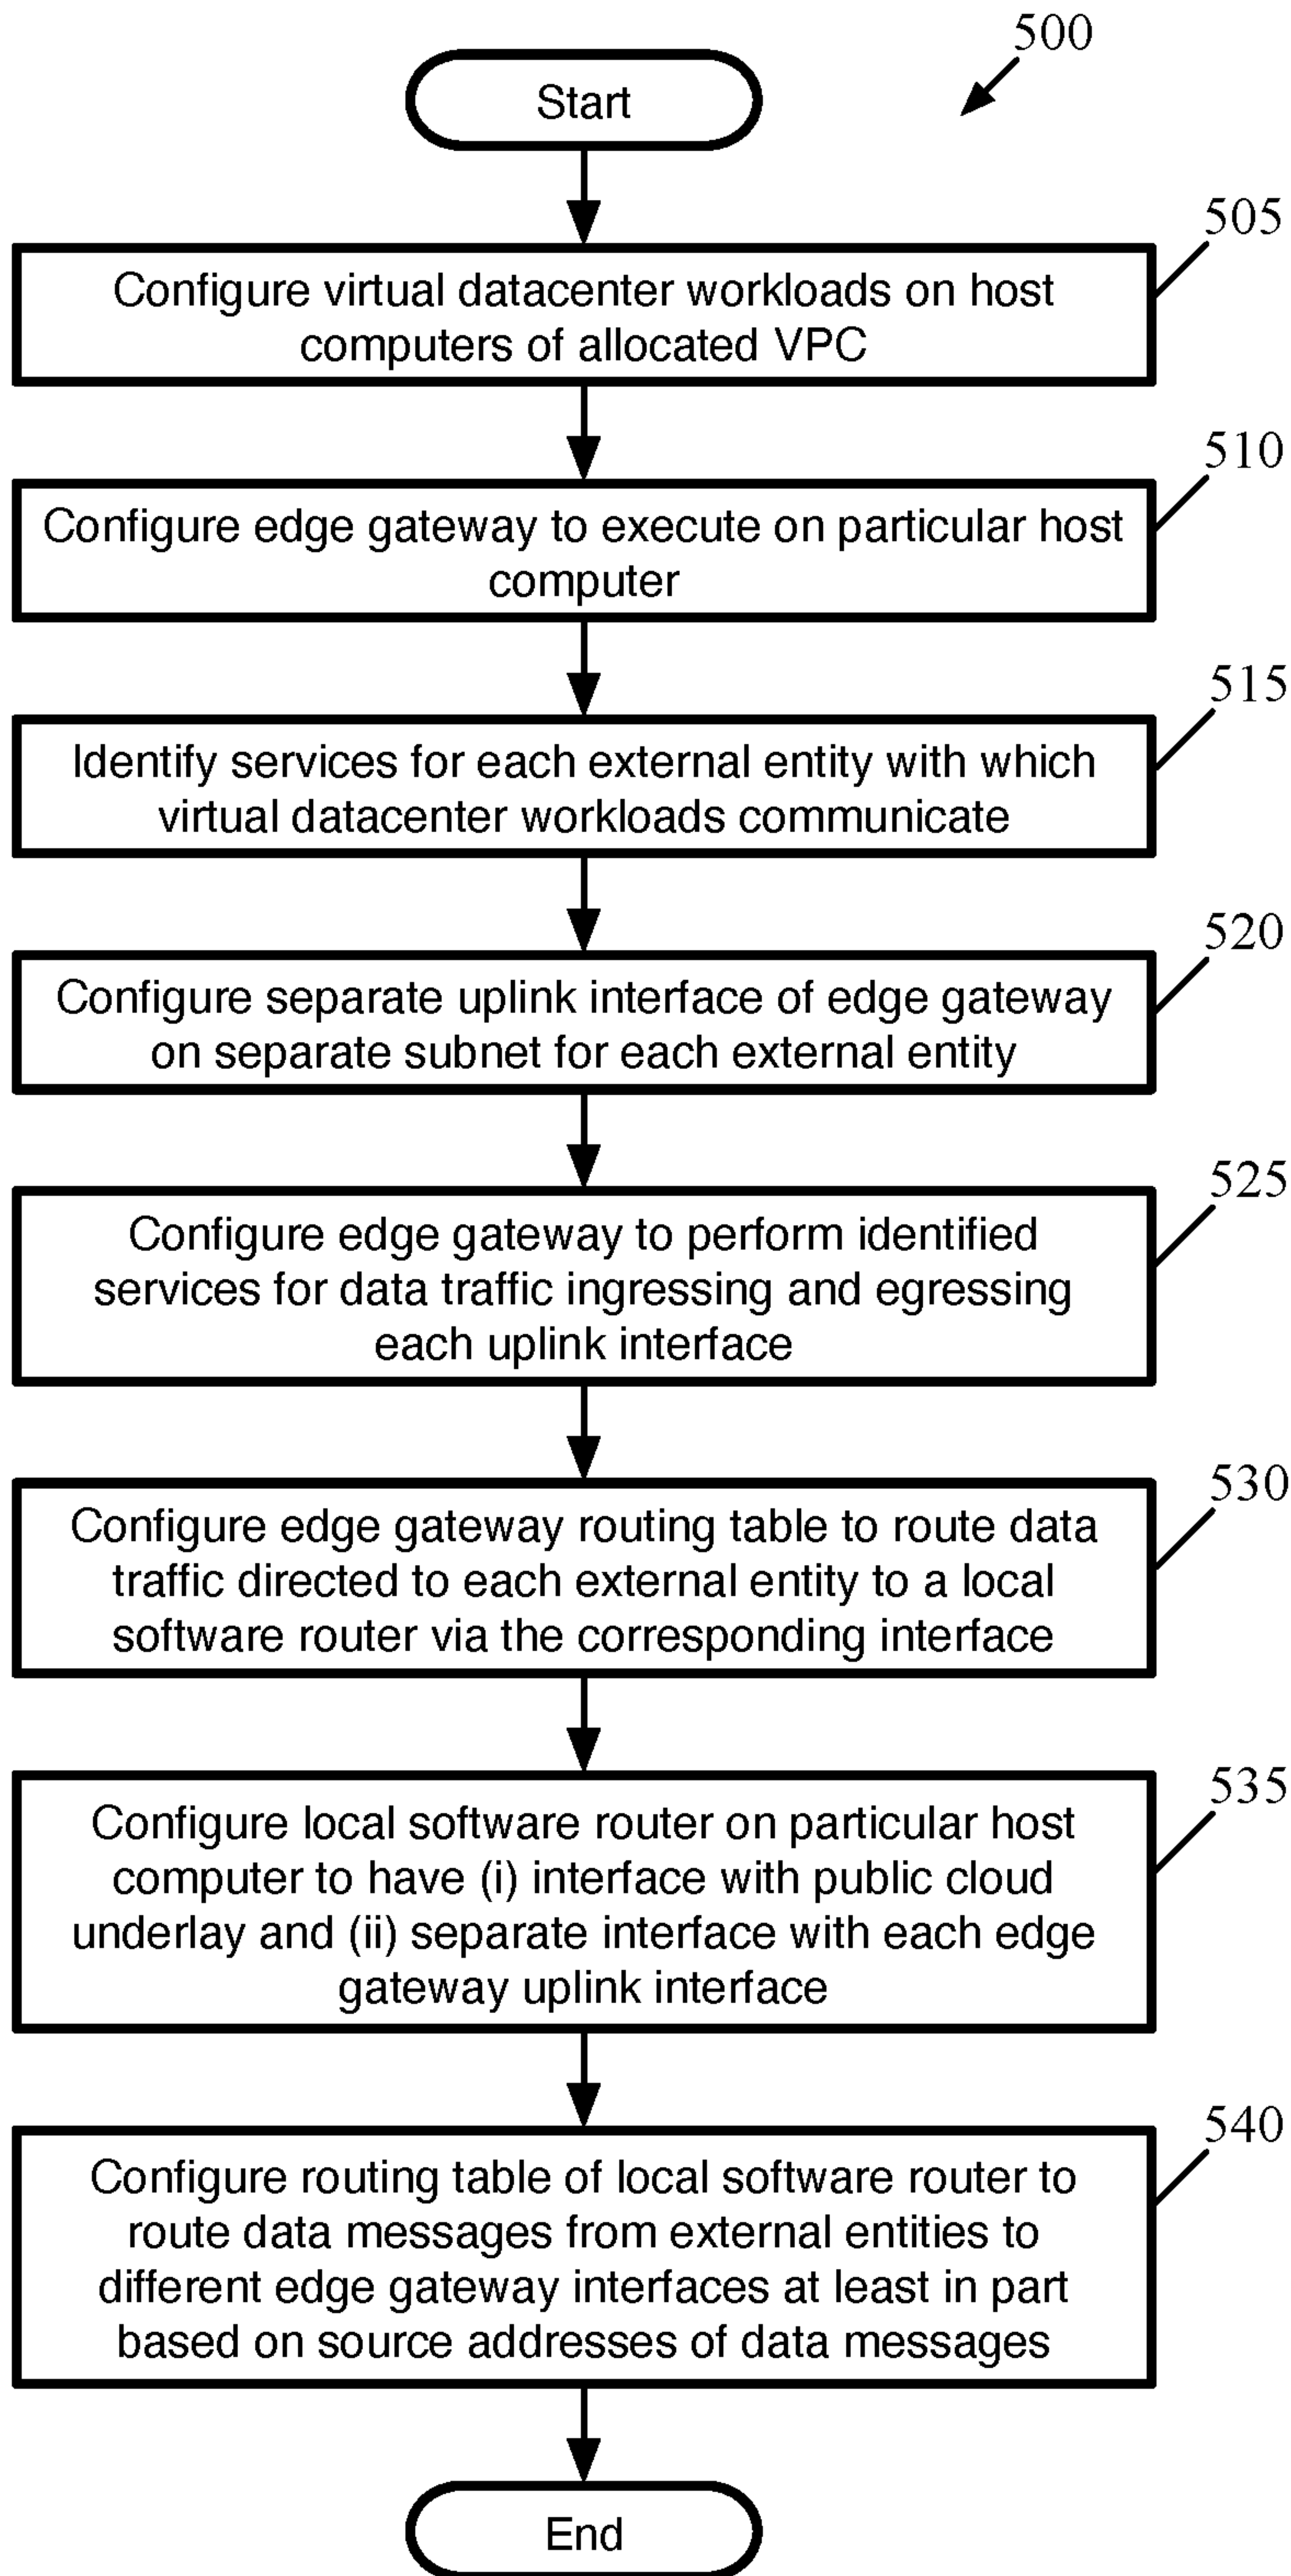 500
Start
505
Configure virtual datacenter workloads on host
computers of allocated VPC
510
Configure edge gateway to execute on particular host
computer
515
Identify services for each external entity with which
virtual datacenter workloads communicate
520
Configure separate uplink interface of edge gateway
on separate subnet for each external entity
525
Configure edge gateway to perform identified
services for data traffic ingressing and egressing
each uplink interface
530
Configure edge gateway routing table to route data
traffic directed to each external entity to a local
software router via the corresponding interface
535
Configure local software router on particular host
computer to have (i) interface with public cloud
underlay and (ii) separate interface with each edge
gateway uplink interface
540
Configure routing table of local software router to
route data messages from external entities to
different edge gateway interfaces at least in part
based on source addresses of data messages
End